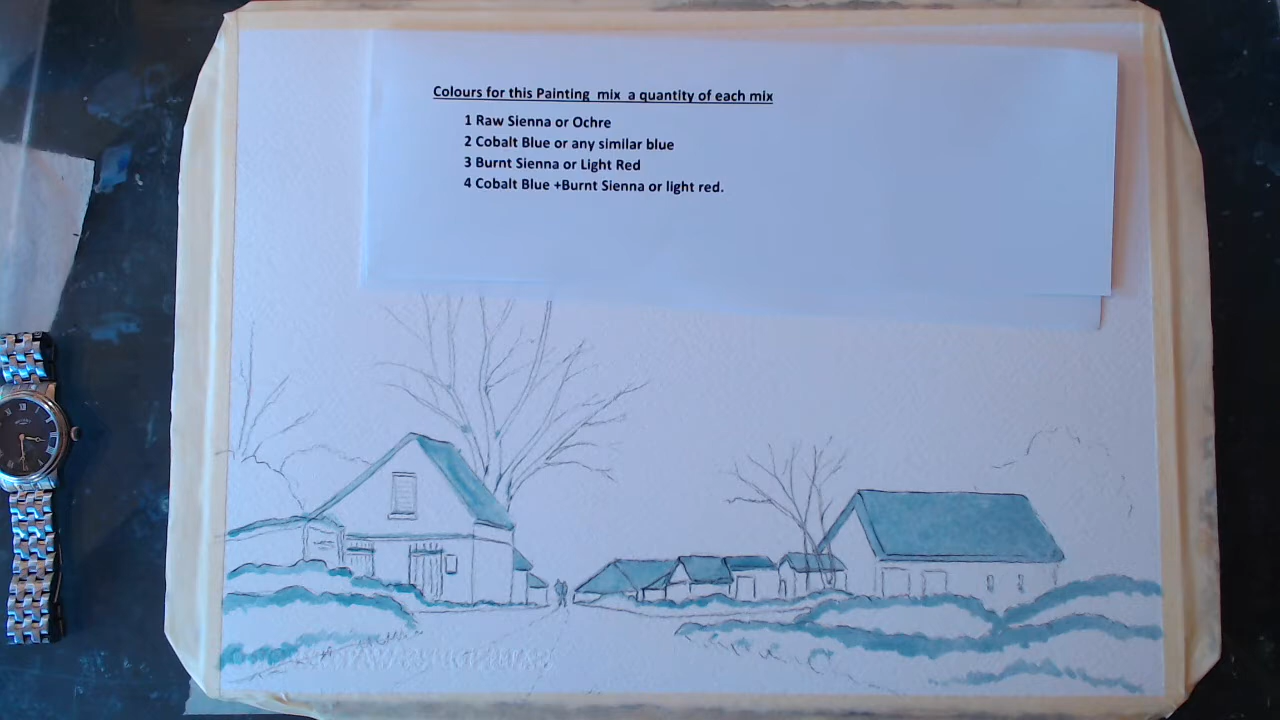 Colours for this Painting mix a quantity of each mix
1 Raw Sienna or Ochre
2 Cobalt Blue or any similar blue
3 Burnt Sienna or Light Red
4 Cobalt Blue +Burnt Sienna or light red.